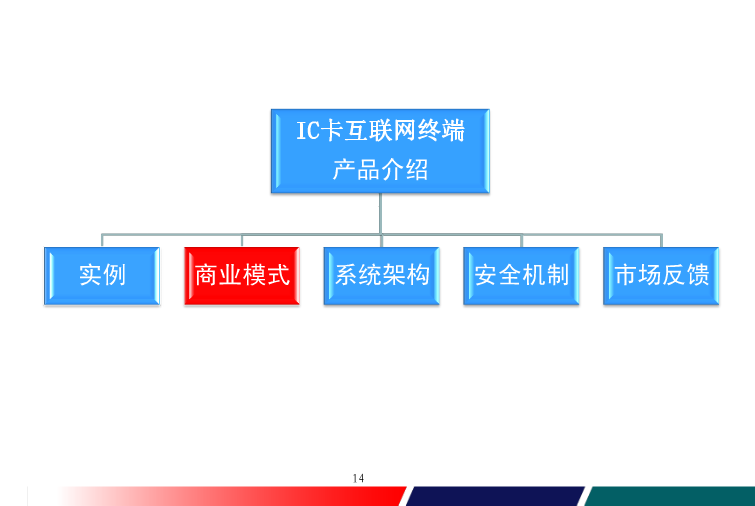 IC卡互联网终端
产品介绍
实例
商业模式
系统架构
安全机制
市场反馈
14